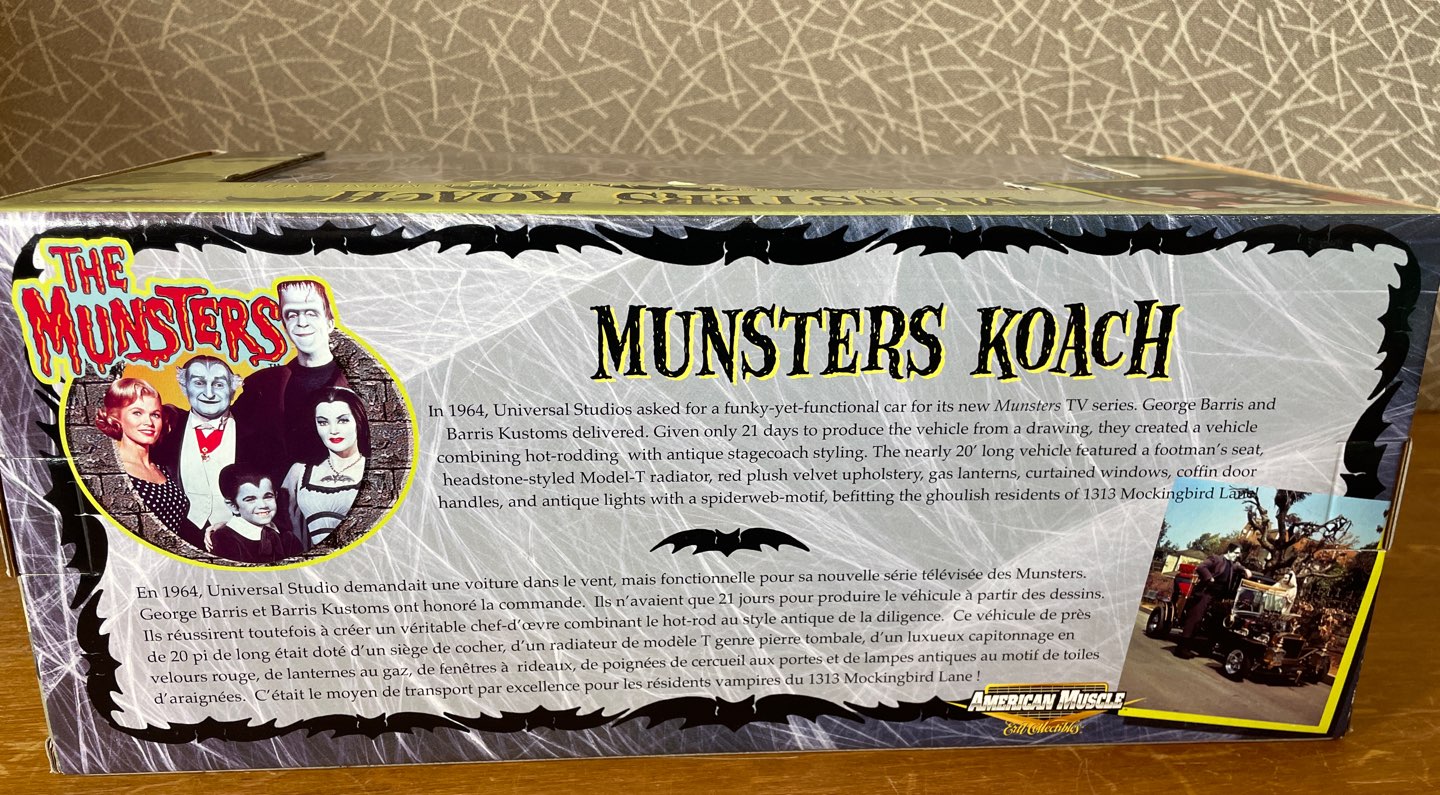 MUNSTERS KOACH
THE
MUNSTERS
MUNSTERS KOACH
In 1964, Universal Studios asked for a funky-yet-functional car for its new Munsters TV series. George Barris and
Barris Kustoms delivered. Given only 21 days to produce the vehicle from a drawing, they created a vehicle
combining hot-rodding with antique stagecoach styling. The nearly 20' long vehicle featured a footman's seat,
headstone-styled Model-T radiator, red plush velvet upholstery, gas lanterns, curtained windows, coffin door
handles, and antique lights with a spiderweb-motif, befitting the ghoulish residents of 1313 Mockingbird Lane!
En 1964, Universal Studio demandait une voiture dans le vent, mais fonctionnelle pour sa nouvelle série télévisée des Munsters.
George Barris et Barris Kustoms ont honoré la commande. Ils n'avaient que 21 jours pour produire le véhicule à partir des dessins.
Ils réussirent toutefois à créer un véritable chef-d'œvre combinant le hot-rod au style antique de la diligence. Ce véhicule de près
de 20 pi de long était doté d'un siège de cocher, d'un radiateur de modèle T genre pierre tombale, d'un luxueux capitonnage en
velours rouge, de lanternes au gaz, de fenêtres à rideaux, de poignées de cercueil aux portes et de lampes antiques au motif de toiles
d'araignées. C'était le moyen de transport par excellence pour les résidents vampires du 1313 Mockingbird Lane !
AMERICAN MUSCLE
Ertl Collectibles